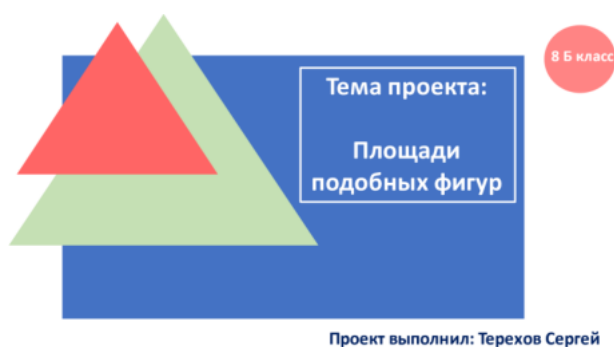 8 Б класс
Тема проекта:
Площади
подобных фигур
Проект выполнил: Терехов Сергей